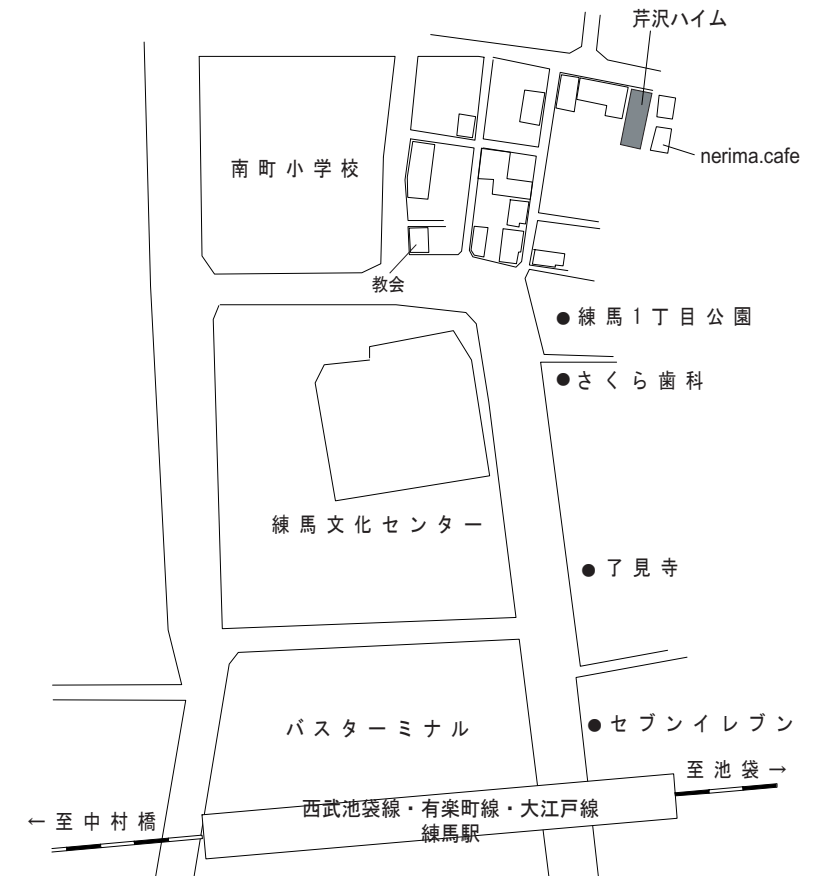 芹沢ハイム
nerima.cafe
南町小学校
教会
練馬1丁目公園
さくら歯科
練馬文化センター
了見寺
バスターミナル
セブンイレブン
至池袋→
←至中村橋
西武池袋線・有楽町線・大江戸線
練馬駅